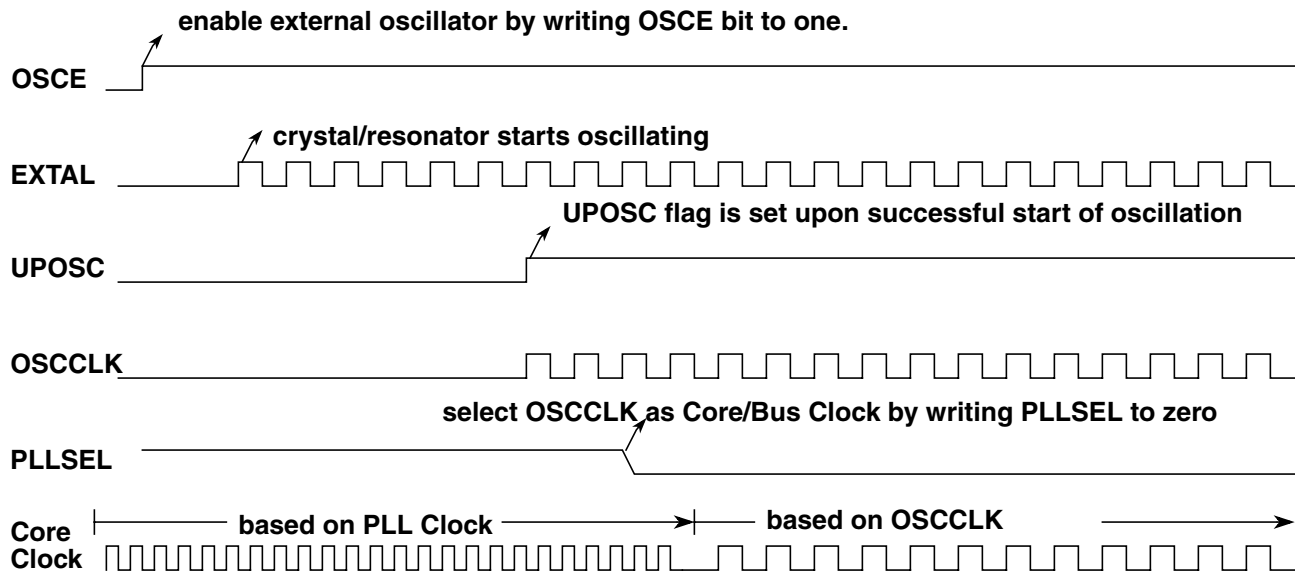 enable external oscillator by writing OSCE bit to one.
OSCE
crystal/resonator starts oscillating
EXTAL
UPOSC flag is set upon successful start of oscillation
UPOSC
OSCCLK
select OSCCLK as Core/Bus Clock by writing PLLSEL to zero
PLLSEL
based on PLL Clock
based on OSCCLK
Core
Clock